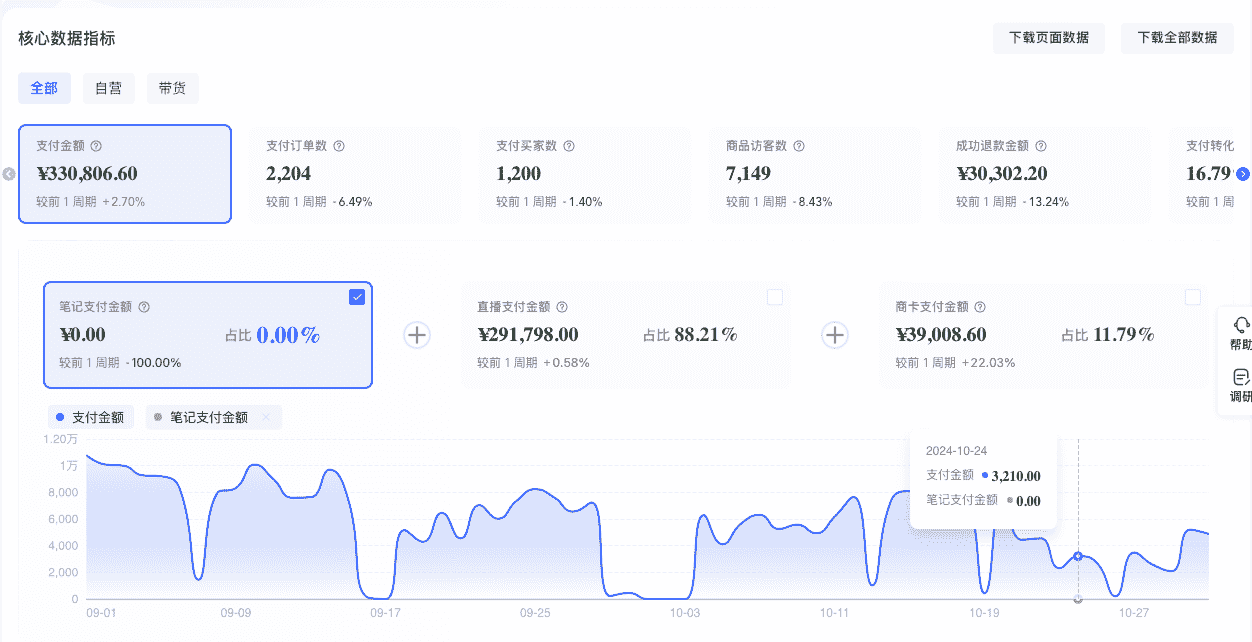 核心数据指标
下载页面数据
下载全部数据
全部
自营
带货
支付金额
¥330,806.60
较前 1 周期 +2.70%
支付订单数
2,204
较前 1 周期 -6.49%
支付买家数
1,200
较前 1 周期 -1.40%
商品访客数
7,149
较前 1 周期 -8.43%
成功退款金额
¥30,302.20
较前 1 周期 -13.24%
支付转化
16.79
较前 1 周
笔记支付金额
¥0.00
占比 0.00%
较前 1 周期 -100.00%
直播支付金额
¥291,798.00
占比 88.21%
较前 1 周期 +0.58%
商卡支付金额
¥39,008.60
占比 11.79%
较前 1 周期 +22.03%
帮助
调研
支付金额
笔记支付金额
1.20万
1万
8,000
6,000
4,000
2,000
0
2024-10-24
支付金额 3,210.00
笔记支付金额 0.00
09-01
09-09
09-17
09-25
10-03
10-11
10-19
10-27